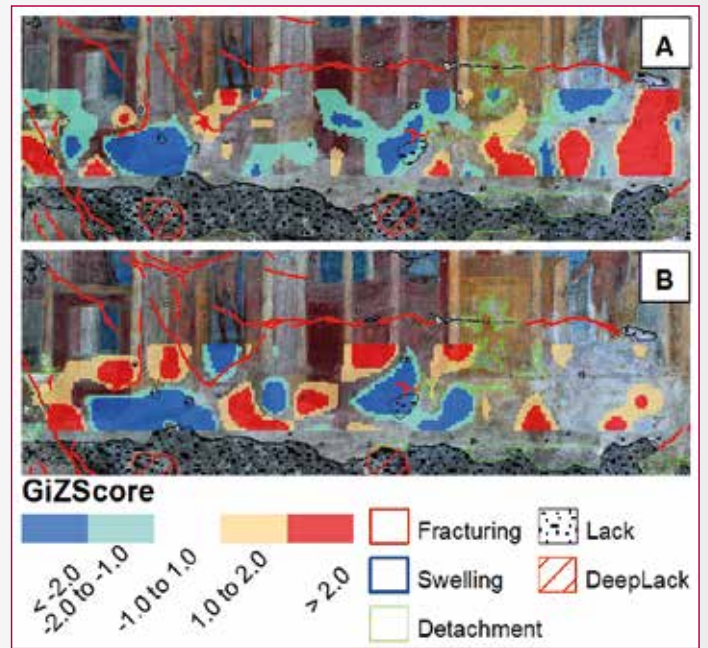 A
B
GiZScore
< -2.0
-2.0 to -1.0
-1.0 to 1.0
1.0 to 2.0
> 2.0
Fracturing
Lack
Swelling
DeepLack
Detachment